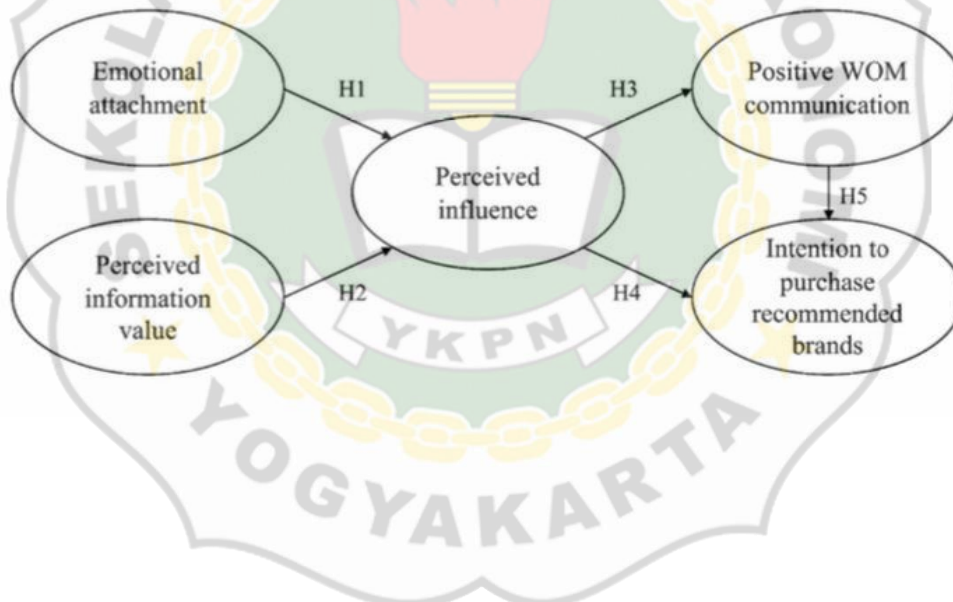 Emotional
attachment
H1
H3
Positive WOM
communication
Perceived
influence
H5
Perceived
information
value
H2
H4
Intention to
purchase
recommended
brands
YKPN
YOGYAKARTA